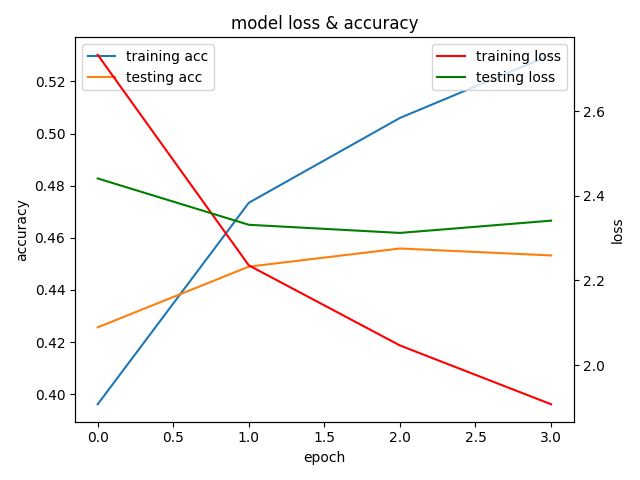 model loss & accuracy
training acc
testing acc
training loss
testing loss
0.52
0.50
0.48
0.46
0.44
0.42
0.40
accuracy
2.6
2.4
2.2
2.0
loss
0.0 0.5 1.0 1.5 2.0 2.5 3.0
epoch